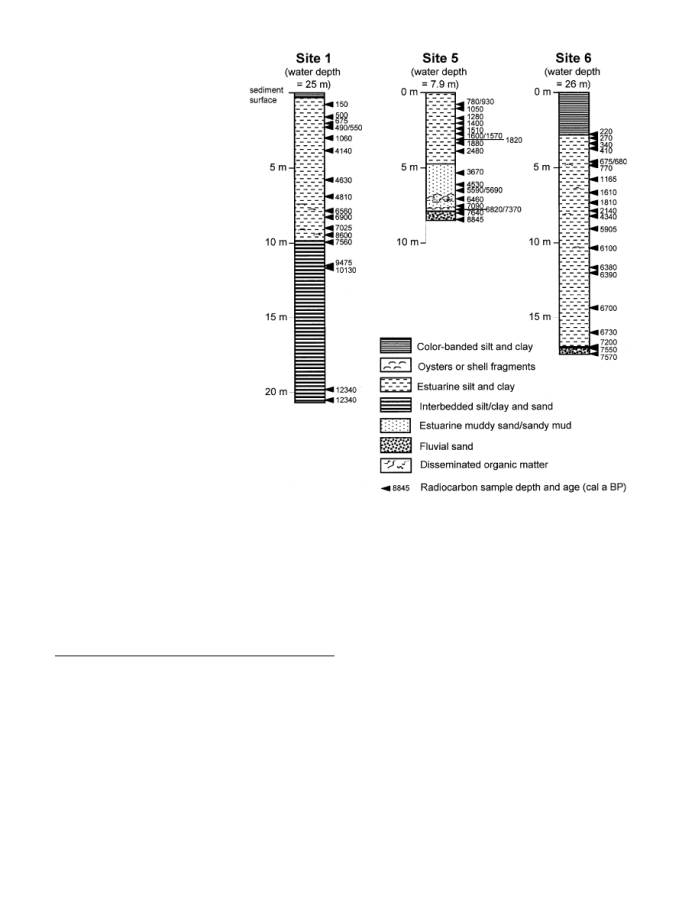 Site 1
(water depth
= 25 m)
sediment
surface
5 m
10 m
15 m
20 m
150
500
675
490/550
1060
4140
4630
4810
6560
6900
7025
8600
7560
9475
10130
12340
12340
Site 5
(water depth
= 7.9 m)
0 m
5 m
10 m
780/930
1050
1280
1400
1510
1600/1570
1820
1880
2480
3670
4530
5590/5690
6460
7090
6820/7370
7640
8845
Site 6
(water depth
= 26 m)
0 m
5 m
10 m
15 m
220
270
340
410
675/680
770
1165
1610
1810
2140
4340
5905
6100
6380
6390
6700
6730
7200
7550
7570
Color-banded silt and clay
Oysters or shell fragments
Estuarine silt and clay
Interbedded silt/clay and sand
Estuarine muddy sand/sandy mud
Fluvial sand
Disseminated organic matter
8845 Radiocarbon sample depth and age (cal a BP)